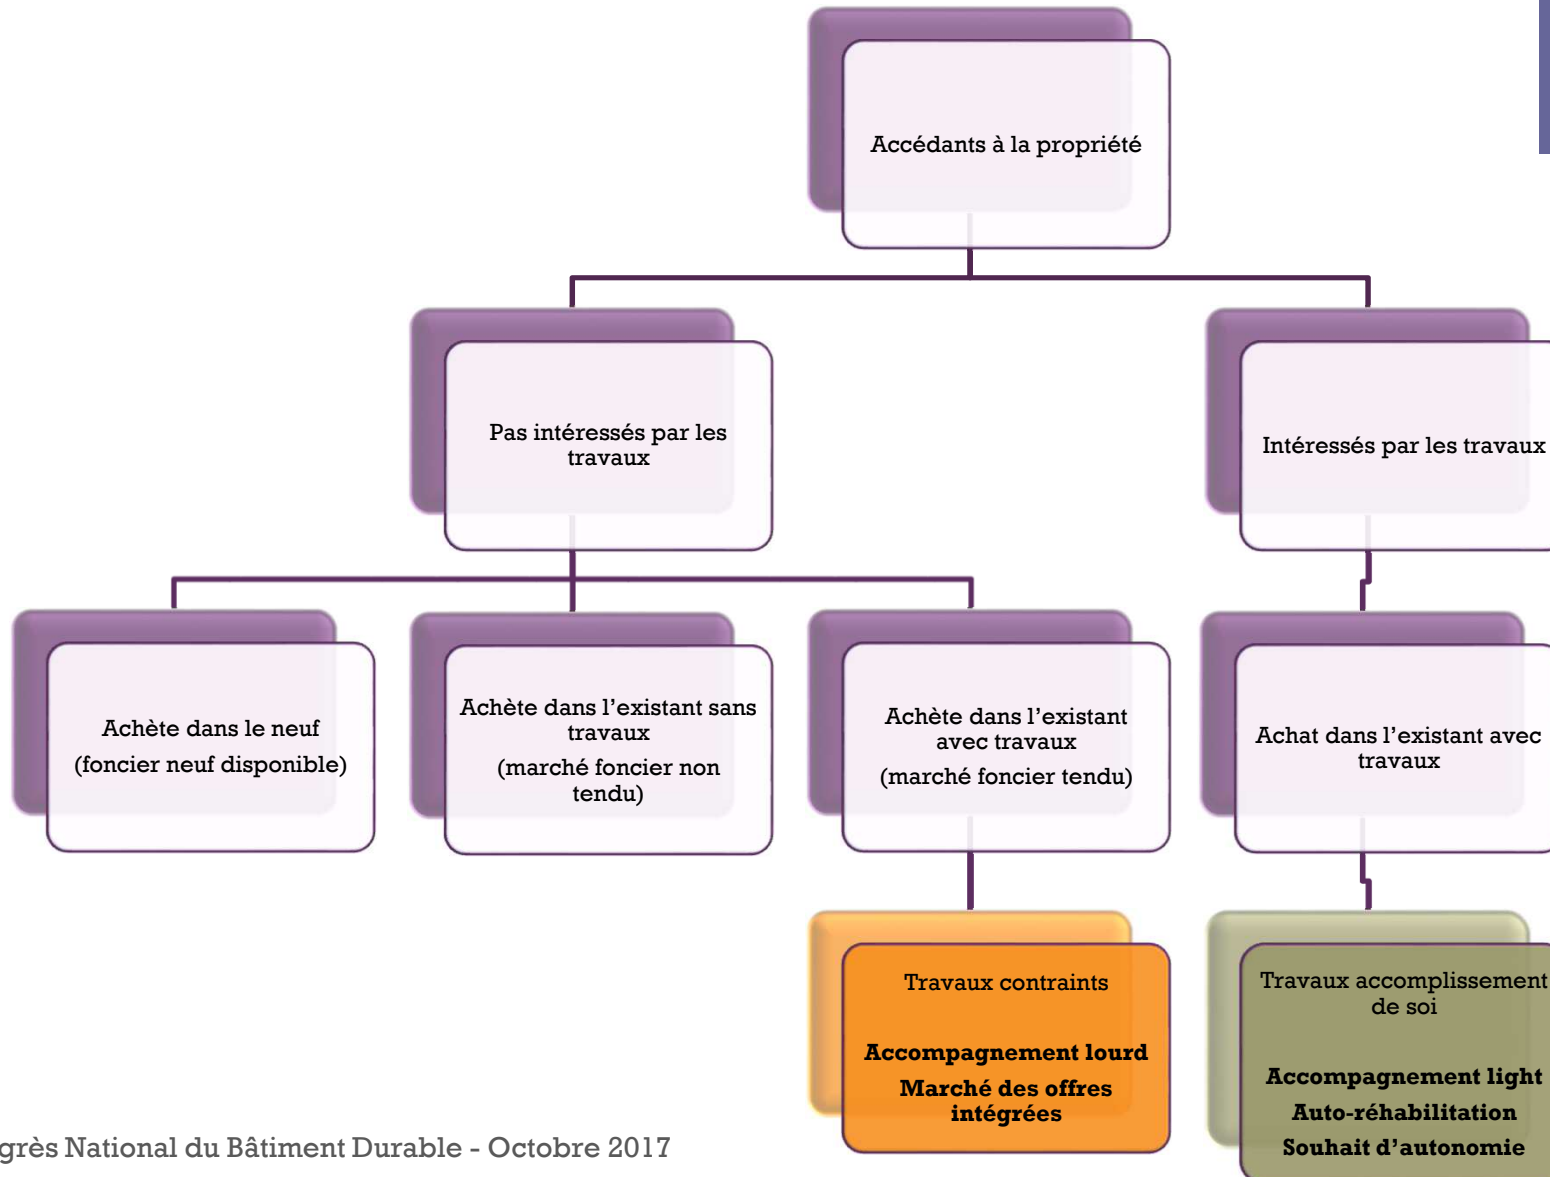 Accédants à la propriété
Pas intéressés par les
travaux
Intéressés par les travaux
Achète dans le neuf
(foncier neuf disponible)
Achète dans l’existant sans
travaux
(marché foncier non
tendu)
Achète dans l’existant
avec travaux
(marché foncier tendu)
Achat dans l’existant avec
travaux
Travaux contraints
Accompagnement lourd
Marché des offres
intégrées
Travaux accomplissement
de soi
Accompagnement light
Auto-réhabilitation
Souhait d’autonomie
grès National du Bâtiment Durable - Octobre 2017